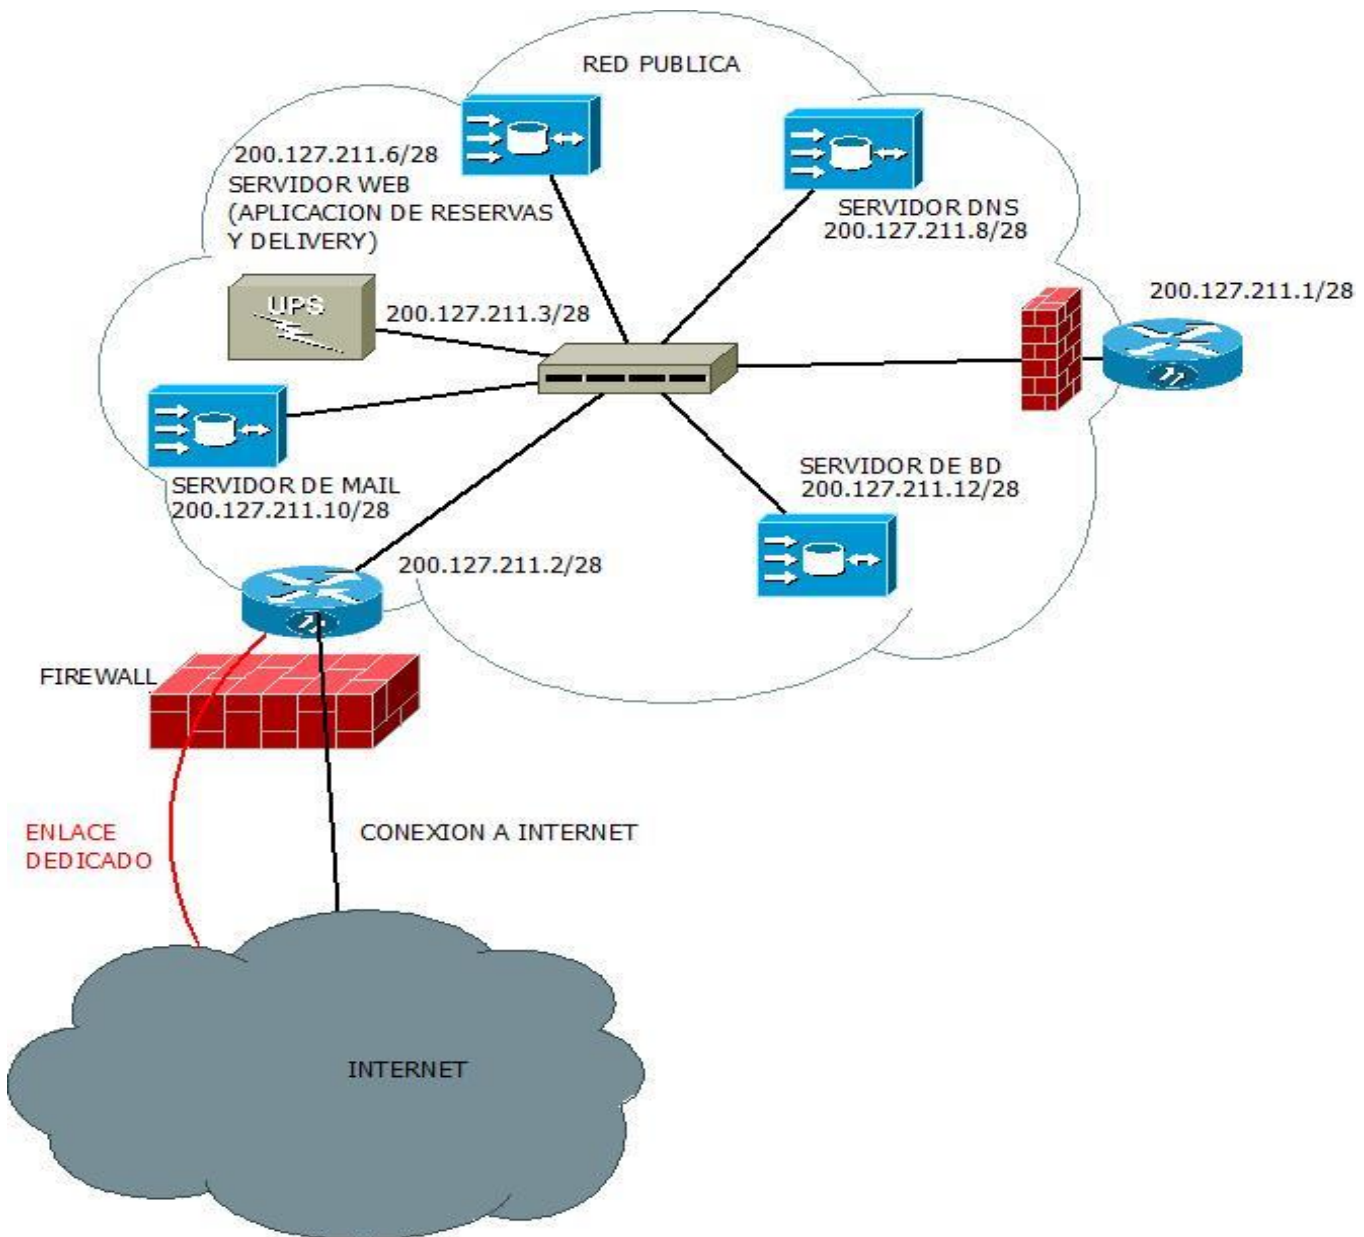 RED PUBLICA
200.127.211.6/28
SERVIDOR WEB
(APLICACION DE RESERVAS
Y DELIVERY)
SERVIDOR DNS
200.127.211.8/28
200.127.211.1/28
UPS
200.127.211.3/28
SERVIDOR DE MAIL
200.127.211.10/28
SERVIDOR DE BD
200.127.211.12/28
200.127.211.2/28
FIREWALL
ENLACE
DEDICADO
CONEXION A INTERNET
INTERNET